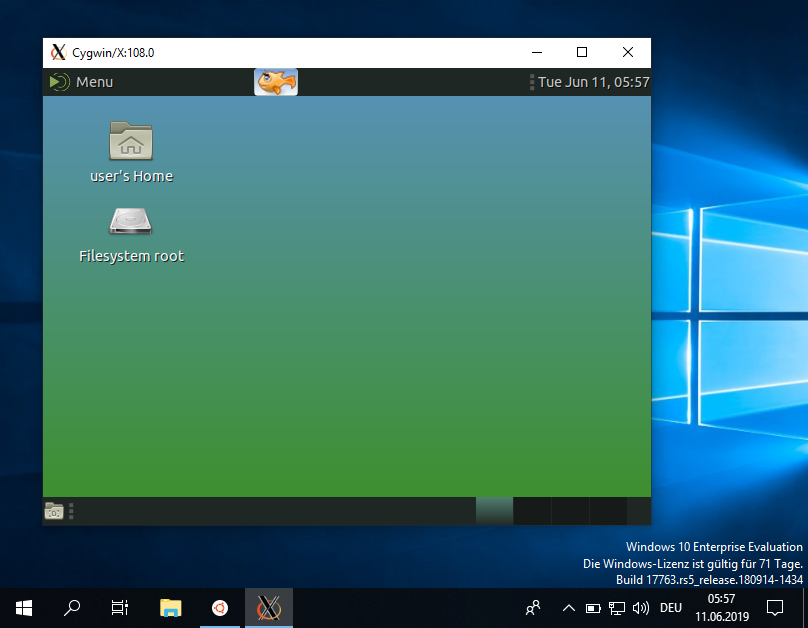 Cygwin/X:108.0
Menu
Tue Jun 11, 05:57
user's Home
Filesystem root
Windows 10 Enterprise Evaluation
Die Windows-Lizenz ist gültig für 71 Tage.
Build 17763.rs5_release.180914-1434
DEU
05:57
11.06.2019